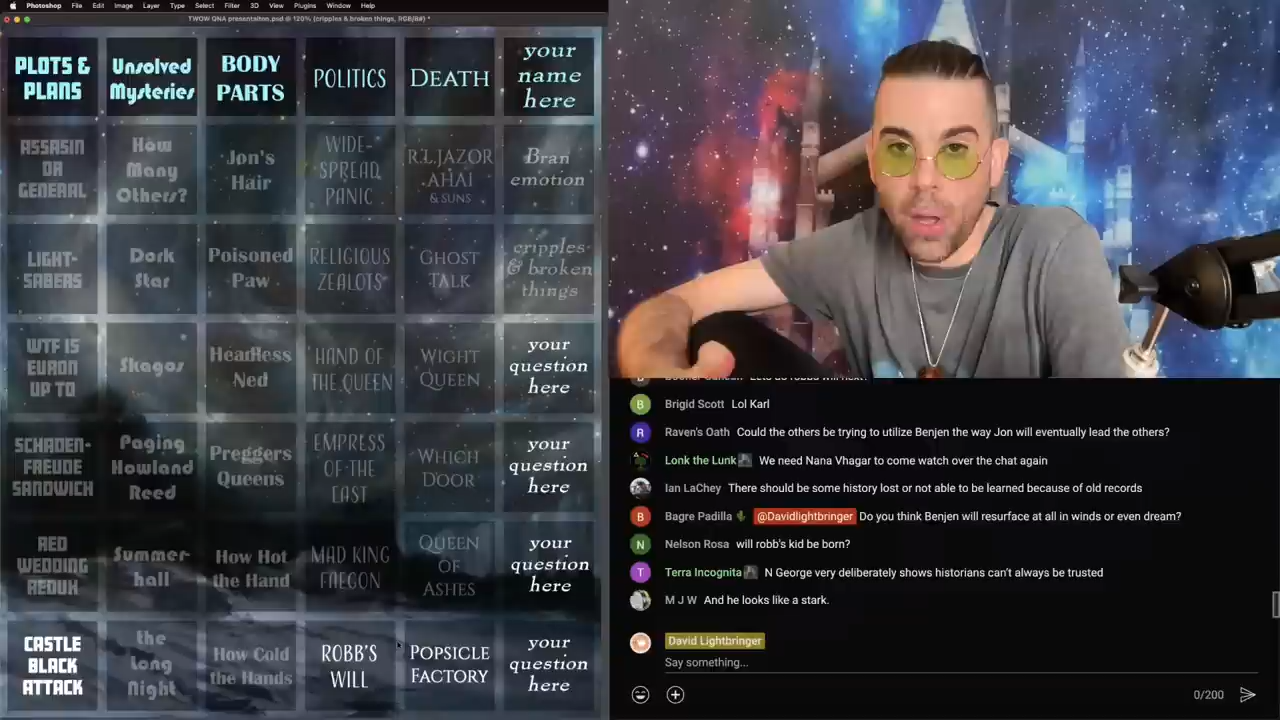 Photoshop File Edit Image Layer Type Select Filter 3D View Plugins Window Help
TWOW QNA presentaiton.psd @ 120% (cripples & broken things, RGB/8#) *
PLOTS &
PLANS
Unsolved
Mysteries
BODY
PARTS
POLITICS
DEATH
your
name
here
ASSASIN
OR
GENERAL
How
Many
Others?
Jon's
Hair
WIDE-
SPREAD
PANIC
R.L.JAZOR
AHAI
& SUNS
Bran
emotion
LIGHT-
SABERS
Dark
Star
Poisoned
Paw
RELIGIOUS
ZEALOTS
GHOST
TALK
cripples
& broken
things
WTF IS
EURON
UP TO
Skagos
Headless
Ned
HAND OF
THE QUEEN
WIGHT
QUEEN
your
question
here
SCHADEN-
FREUDE
SANDWICH
Paging
Howland
Reed
Preggers
Queens
EMPRESS
OF THE
EAST
WHICH
DOOR
your
question
here
RED
WEDDING
REDUX
Summer-
hall
How Hot
the Hand
MAD KING
FAEGON
QUEEN
OF
ASHES
your
question
here
CASTLE
BLACK
ATTACK
the
Long
Night
How Cold
the Hands
ROBB'S
WILL
POPSICLE
FACTORY
your
question
here
Brigid Scott Lol Karl
Raven's Oath Could the others be trying to utilize Benjen the way Jon will eventually lead the others?
Lonk the Lunk We need Nana Vhagar to come watch over the chat again
Ian LaChey There should be some history lost or not able to be learned because of old records
Bagre Padilla @Davidlightbringer Do you think Benjen will resurface at all in winds or even dream?
Nelson Rosa will robb's kid be born?
Terra Incognita N George very deliberately shows historians can't always be trusted
M J W And he looks like a stark.
David Lightbringer
Say something...
0/200